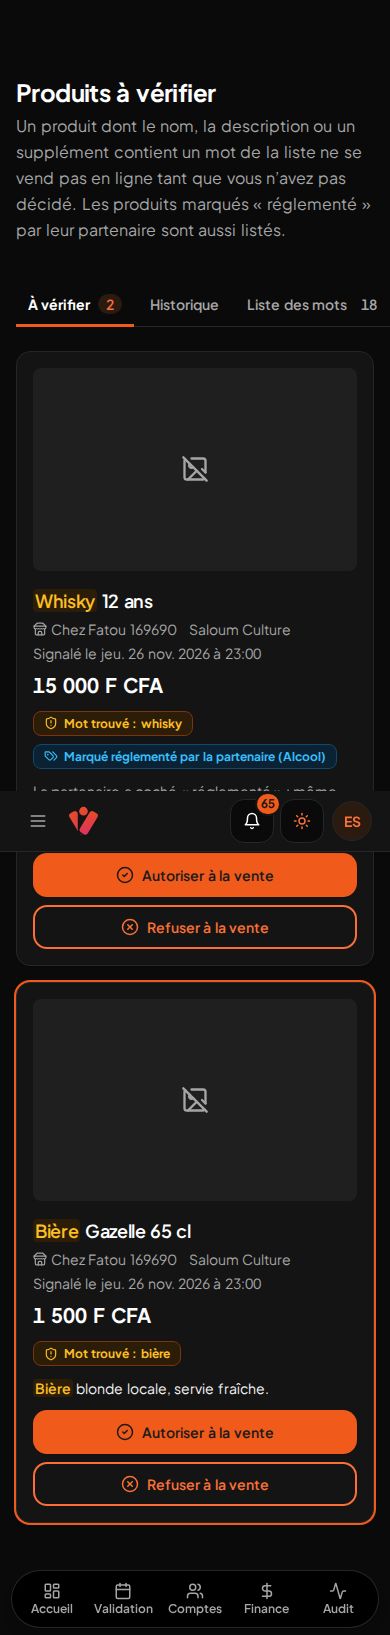 Produits à vérifier
Un produit dont le nom, la description ou un
supplément contient un mot de la liste ne se
vend pas en ligne tant que vous n’avez pas
décidé. Les produits marqués « réglementé »
par leur partenaire sont aussi listés.
À vérifier 2 Historique Liste des mots 18
Whisky 12 ans
Chez Fatou 169690 Saloum Culture
Signalé le jeu. 26 nov. 2026 à 23:00
15 000 F CFA
Mot trouvé : whisky
Marqué réglementé par la partenaire (Alcool)
65
ES
Autoriser à la vente
Refuser à la vente
Bière Gazelle 65 cl
Chez Fatou 169690 Saloum Culture
Signalé le jeu. 26 nov. 2026 à 23:00
1 500 F CFA
Mot trouvé : bière
Bière blonde locale, servie fraîche.
Autoriser à la vente
Refuser à la vente
Accueil Validation Comptes Finance Audit